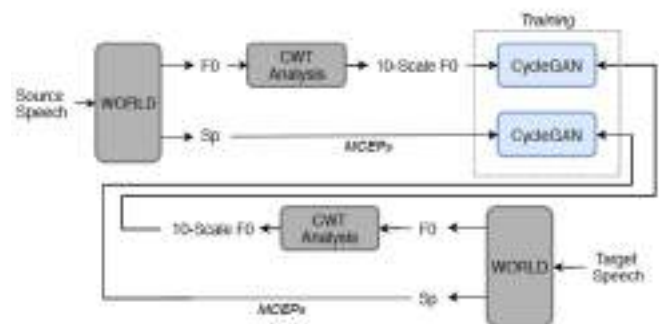 Training
F0
CWT
Analysis
10-Scale F0
CycleGAN
Source
Speech
WORLD
Sp
MCEPs
CycleGAN
10-Scale F0
CWT
Analysis
F0
WORLD
Target
Speech
MCEPs
Sp